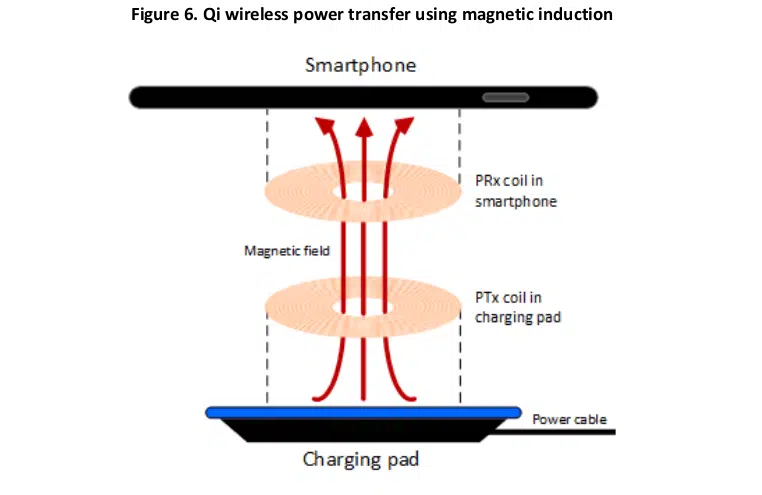 Figure 6. Qi wireless power transfer using magnetic induction
Smartphone
PRx coil in
smartphone
Magnetic field
PTx coil in
charging pad
Power cable
Charging pad